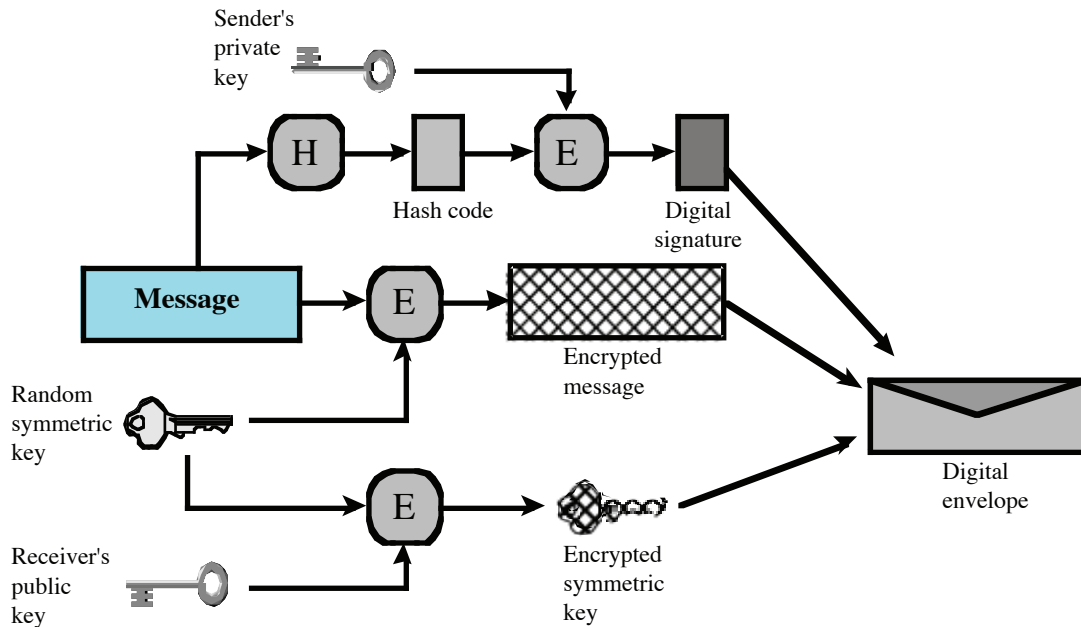 Sender's
private
key
H
E
Hash code
Digital
signature
Message
E
Encrypted
message
Random
symmetric
key
Digital
envelope
E
Receiver's
public
key
Encrypted
symmetric
key